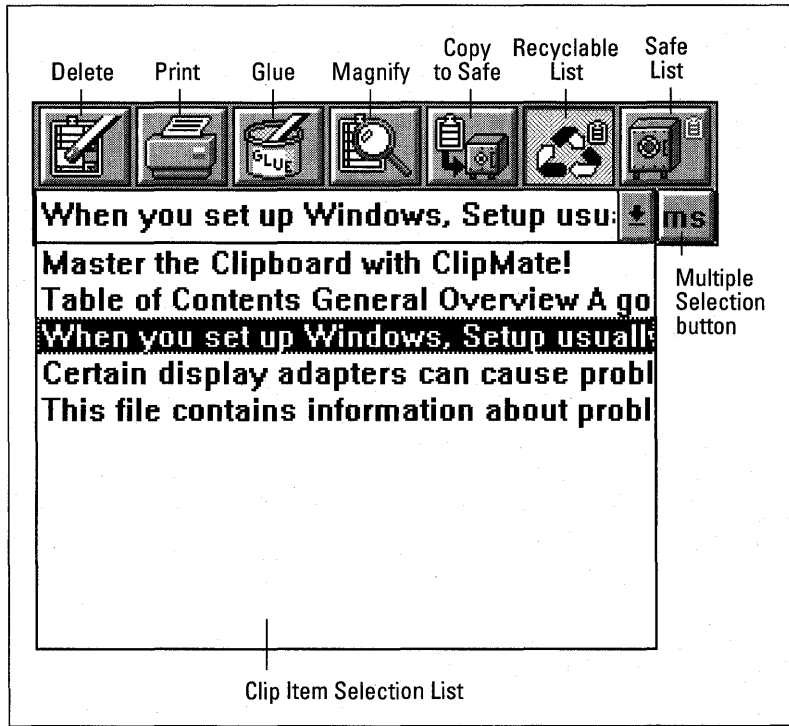 Delete Print Glue Magnify Copy to Safe Recyclable List Safe List
GLUE
When you set up Windows, Setup usu
ms
Master the Clipboard with ClipMate!
Table of Contents General Overview A go
When you set up Windows, Setup usuall
Certain display adapters can cause probl
This file contains information about probl
Multiple
Selection
button
Clip Item Selection List